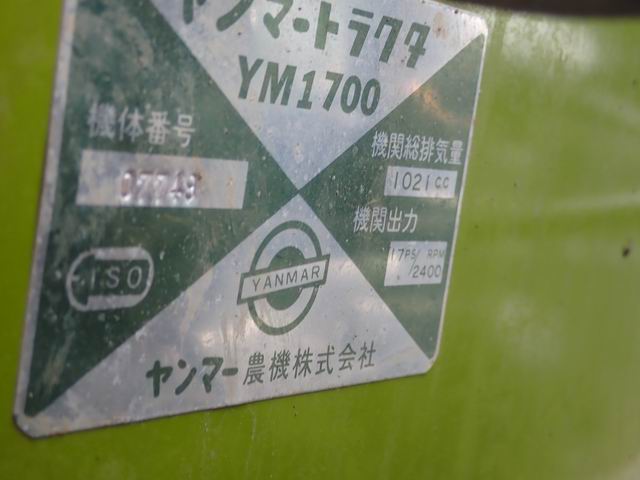 ヤンマートラクタ
YM1700
機体番号
07749
機関総排気量
1021CC
機関出力
17PS/RPM
/2400
ISO
YANMAR
ヤンマー農機株式会社